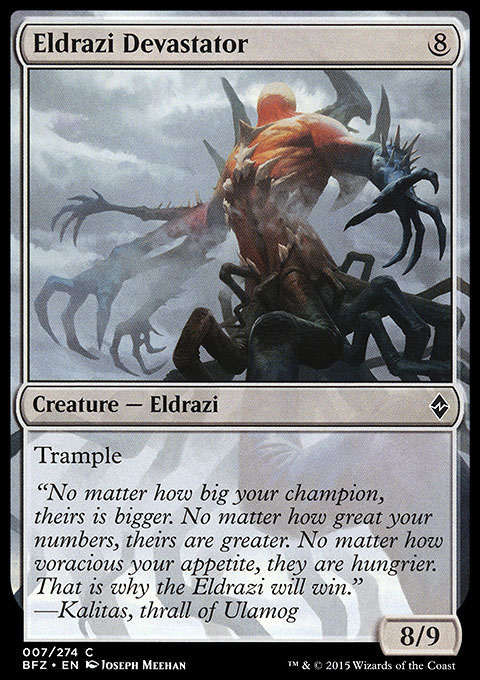 Eldrazi Devastator 8
Creature — Eldrazi
Trample
“No matter how big your champion,
theirs is bigger. No matter how great your
numbers, theirs are greater. No matter how
voracious your appetite, they are hungrier.
That is why the Eldrazi will win.”
—Kalitas, thrall of Ulamog
8/9
007/274 C
BFZ • EN Joseph Meehan
™ & © 2015 Wizards of the Coast